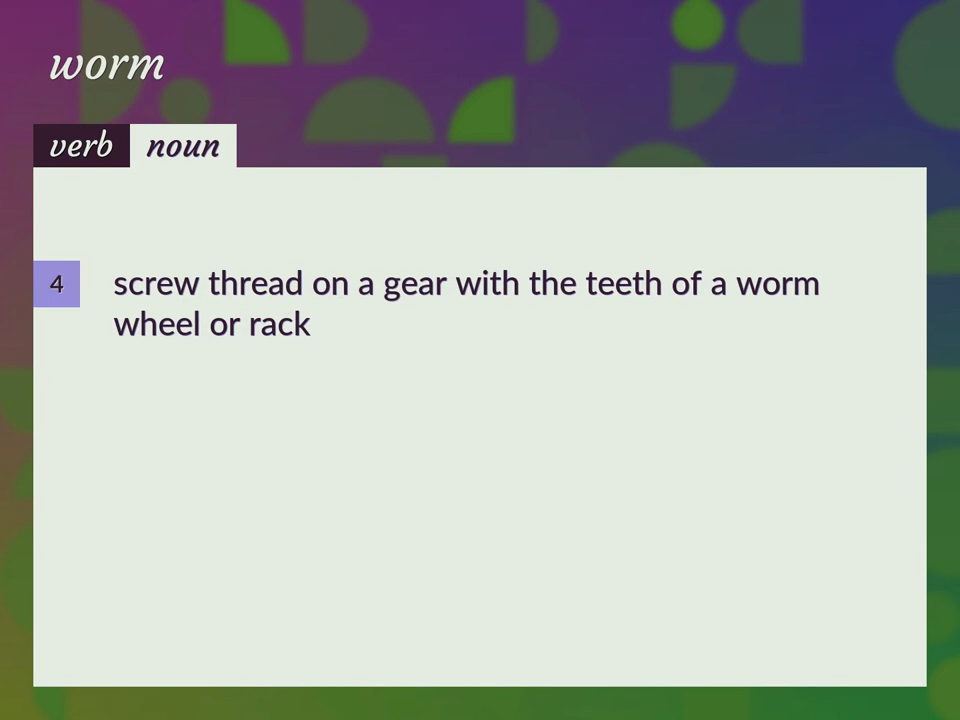 worm
verb noun
4 screw thread on a gear with the teeth of a worm
wheel or rack